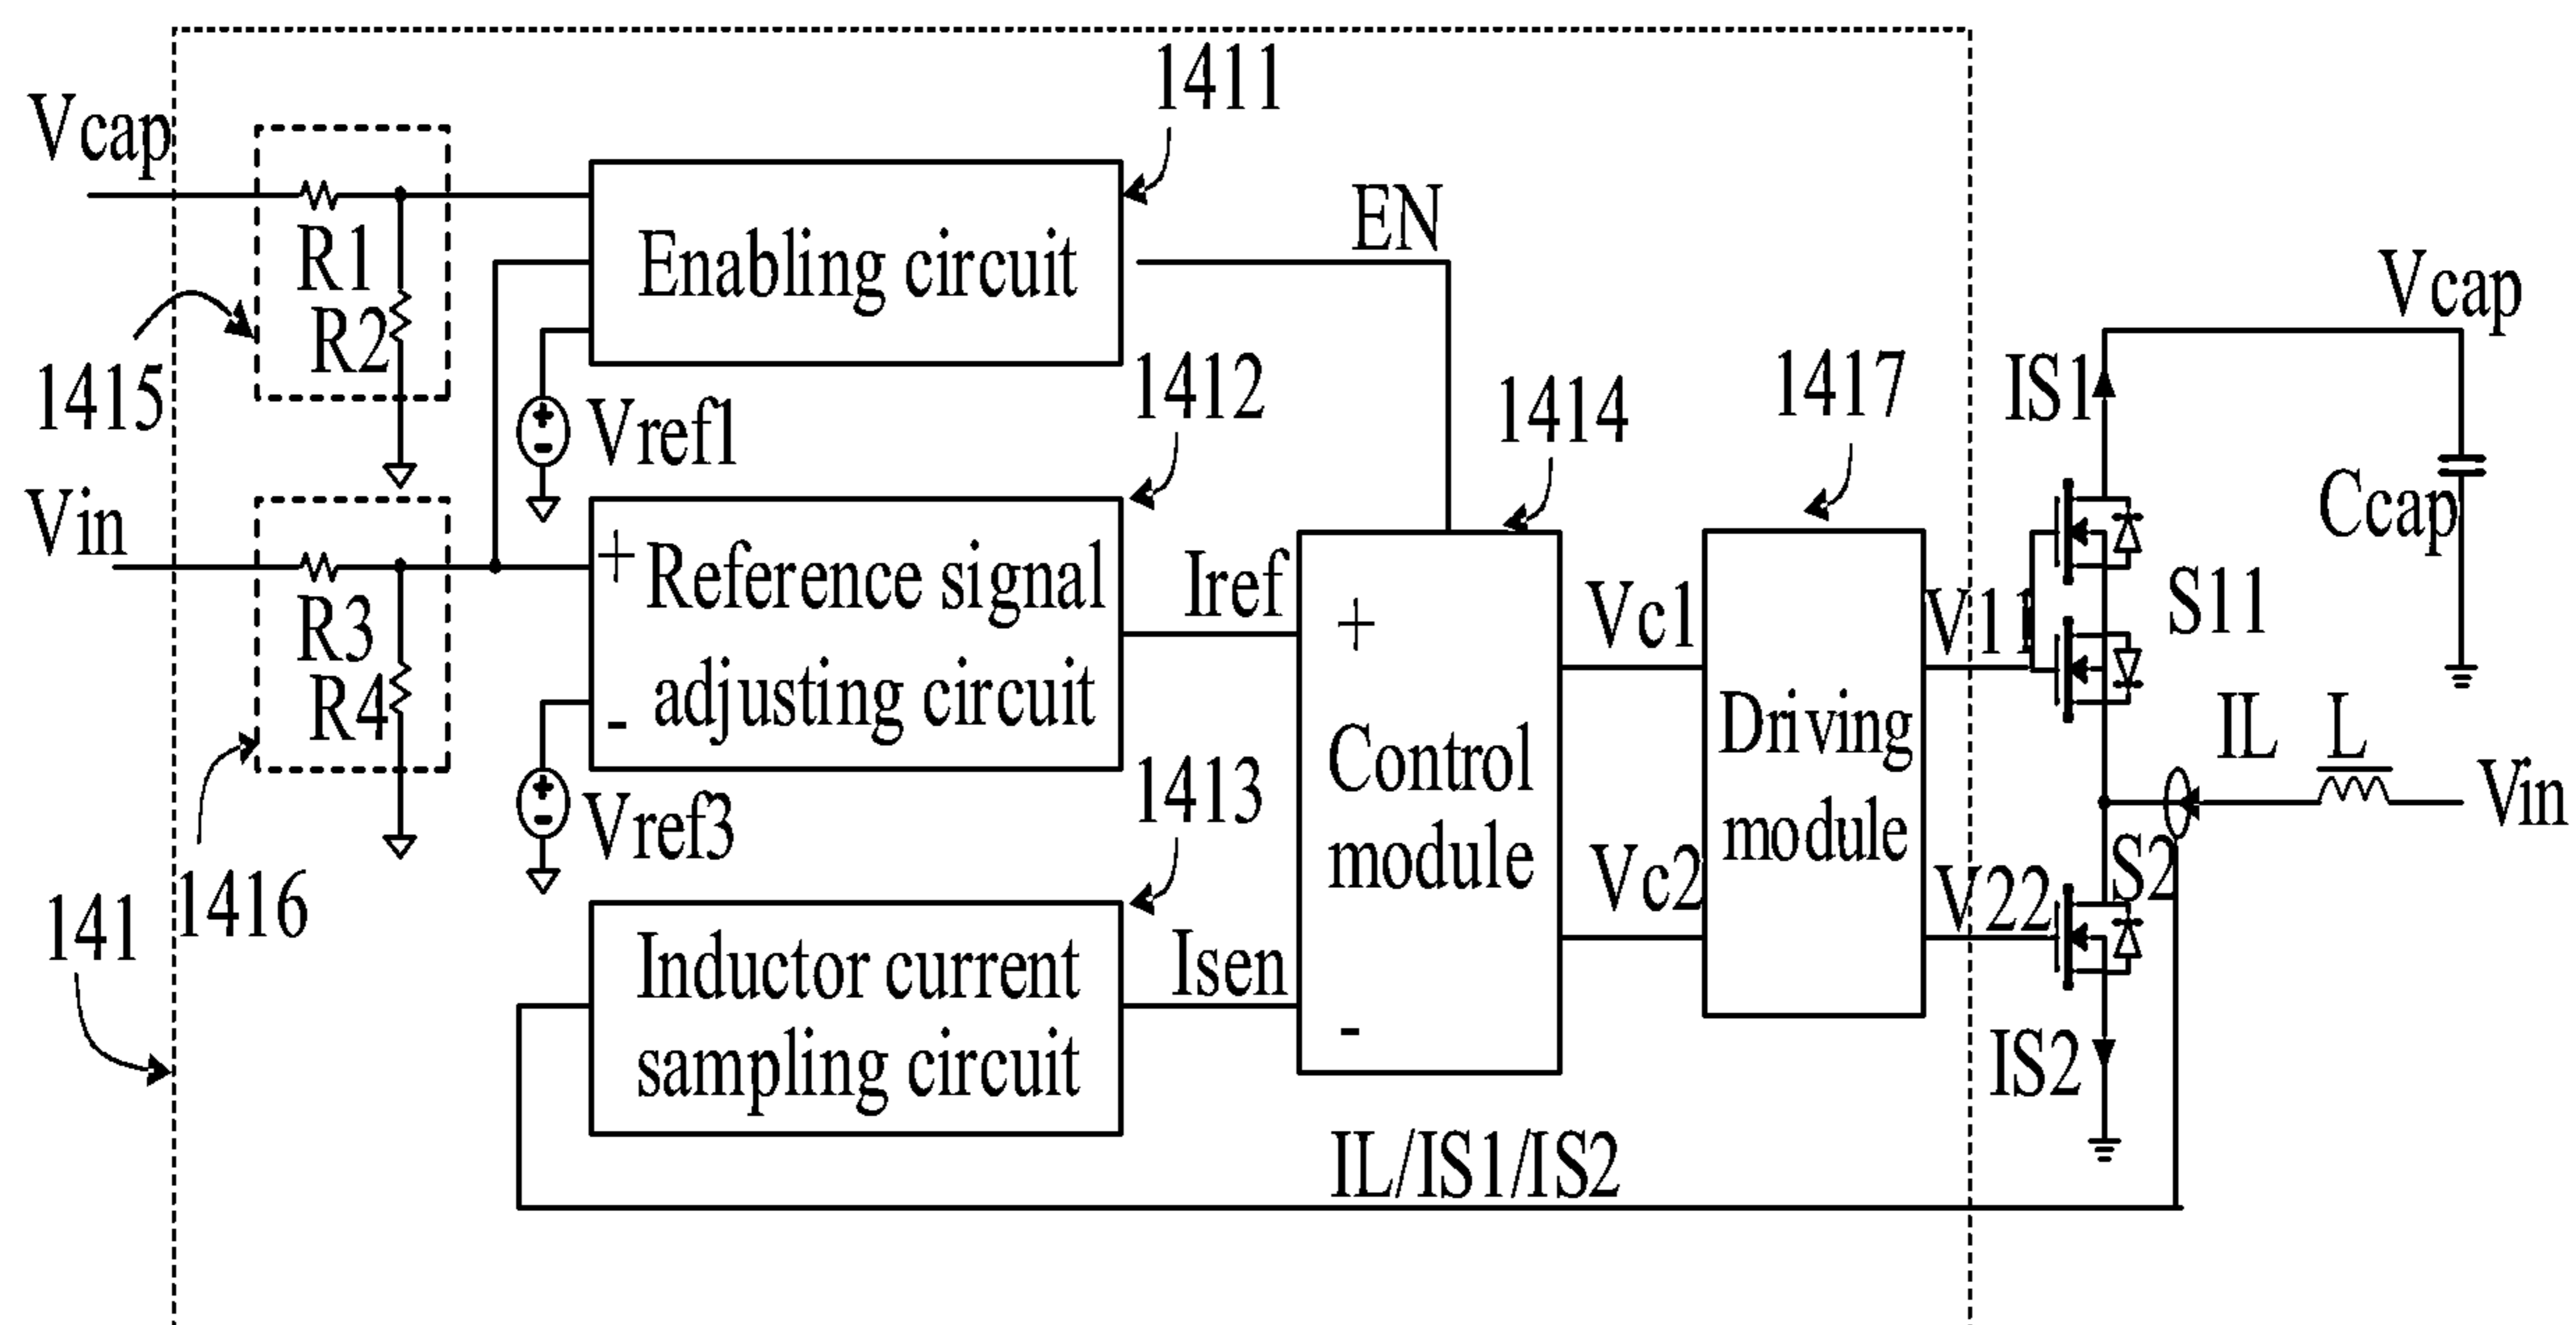 1411
Vcap
EN
R1
Enabling circuit
R2
Vcap
1415
1412
1417
IS1
Vref1
1414
Vin
Ccap
+
Reference signal
Iref
+
Vc1
V11
S11
R3
R4
-
adjusting circuit
Driving
module
IL
L
Vin
Control
module
1413
Vref3
1416
141
Vc2
V22
S2
Inductor current
sampling circuit
Isen
-
IS2
IL/IS1/IS2